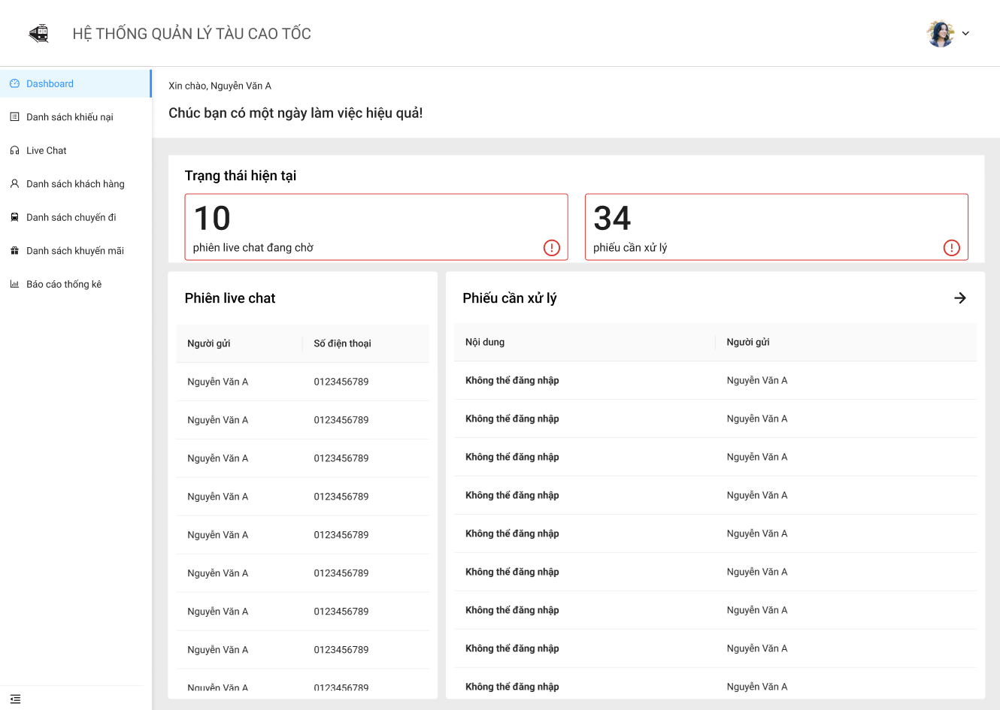 HỆ THỐNG QUẢN LÝ TÀU CAO TỐC
Dashboard
Danh sách khiếu nại
Live Chat
Danh sách khách hàng
Danh sách chuyến đi
Danh sách khuyến mãi
Báo cáo thống kê
Xin chào, Nguyễn Văn A
Chúc bạn có một ngày làm việc hiệu quả!
Trạng thái hiện tại
10
phiên live chat đang chờ
34
phiếu cần xử lý
Phiên live chat
Người gửi Số điện thoại
Nguyễn Văn A 0123456789
Nguyễn Văn A 0123456789
Nguyễn Văn A 0123456789
Nguyễn Văn A 0123456789
Nguyễn Văn A 0123456789
Nguyễn Văn A 0123456789
Nguyễn Văn A 0123456789
Nguyễn Văn A 0123456789
Nguyễn Văn A 0123456789
Phiếu cần xử lý
Nội dung Người gửi
Không thể đăng nhập Nguyễn Văn A
Không thể đăng nhập Nguyễn Văn A
Không thể đăng nhập Nguyễn Văn A
Không thể đăng nhập Nguyễn Văn A
Không thể đăng nhập Nguyễn Văn A
Không thể đăng nhập Nguyễn Văn A
Không thể đăng nhập Nguyễn Văn A
Không thể đăng nhập Nguyễn Văn A
Không thể đăng nhập Nguyễn Văn A